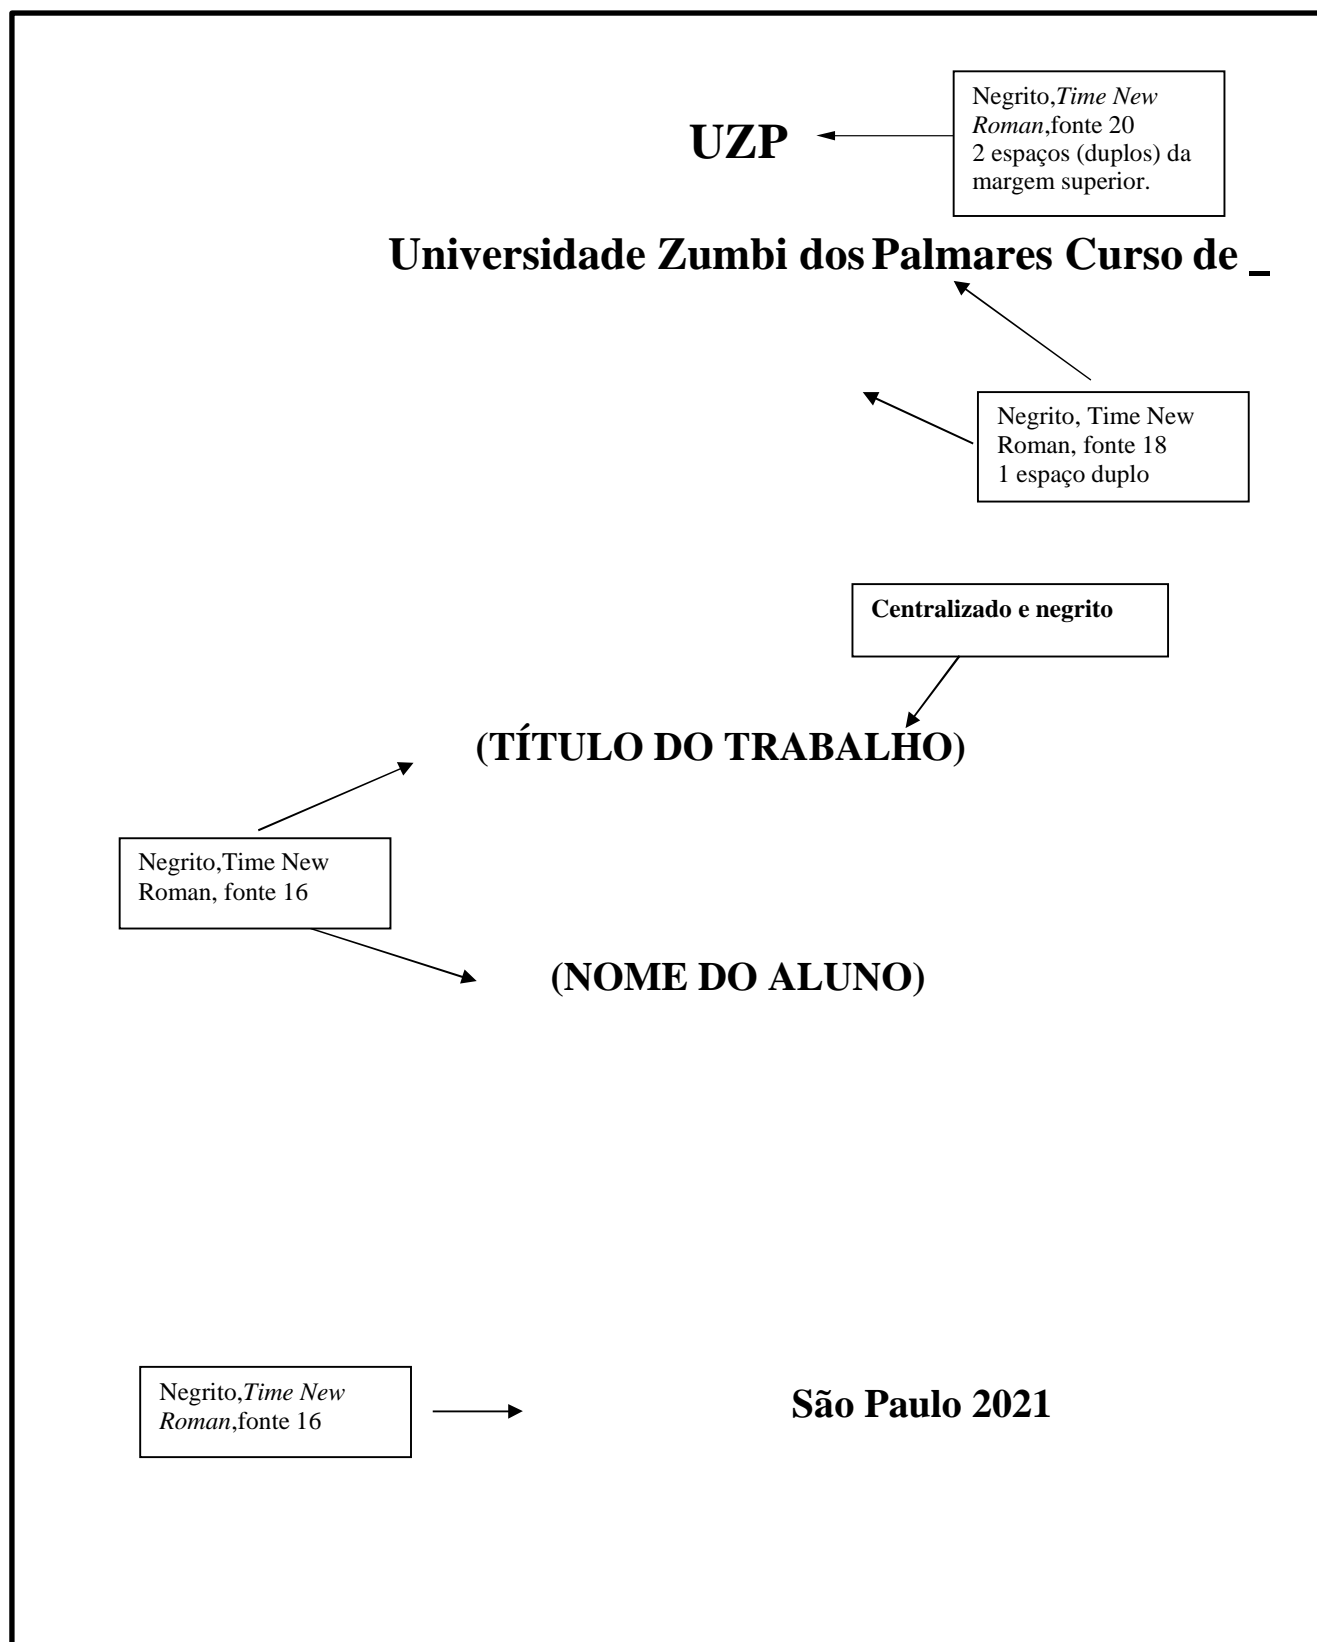 Negrito,Time New
Roman,fonte 20
2 espaços (duplos) da
margem superior.
UZP
Universidade Zumbi dos Palmares Curso de _
Negrito, Time New
Roman, fonte 18
1 espaço duplo
Centralizado e negrito
(TÍTULO DO TRABALHO)
Negrito,Time New
Roman, fonte 16
(NOME DO ALUNO)
Negrito,Time New
Roman,fonte 16
São Paulo 2021